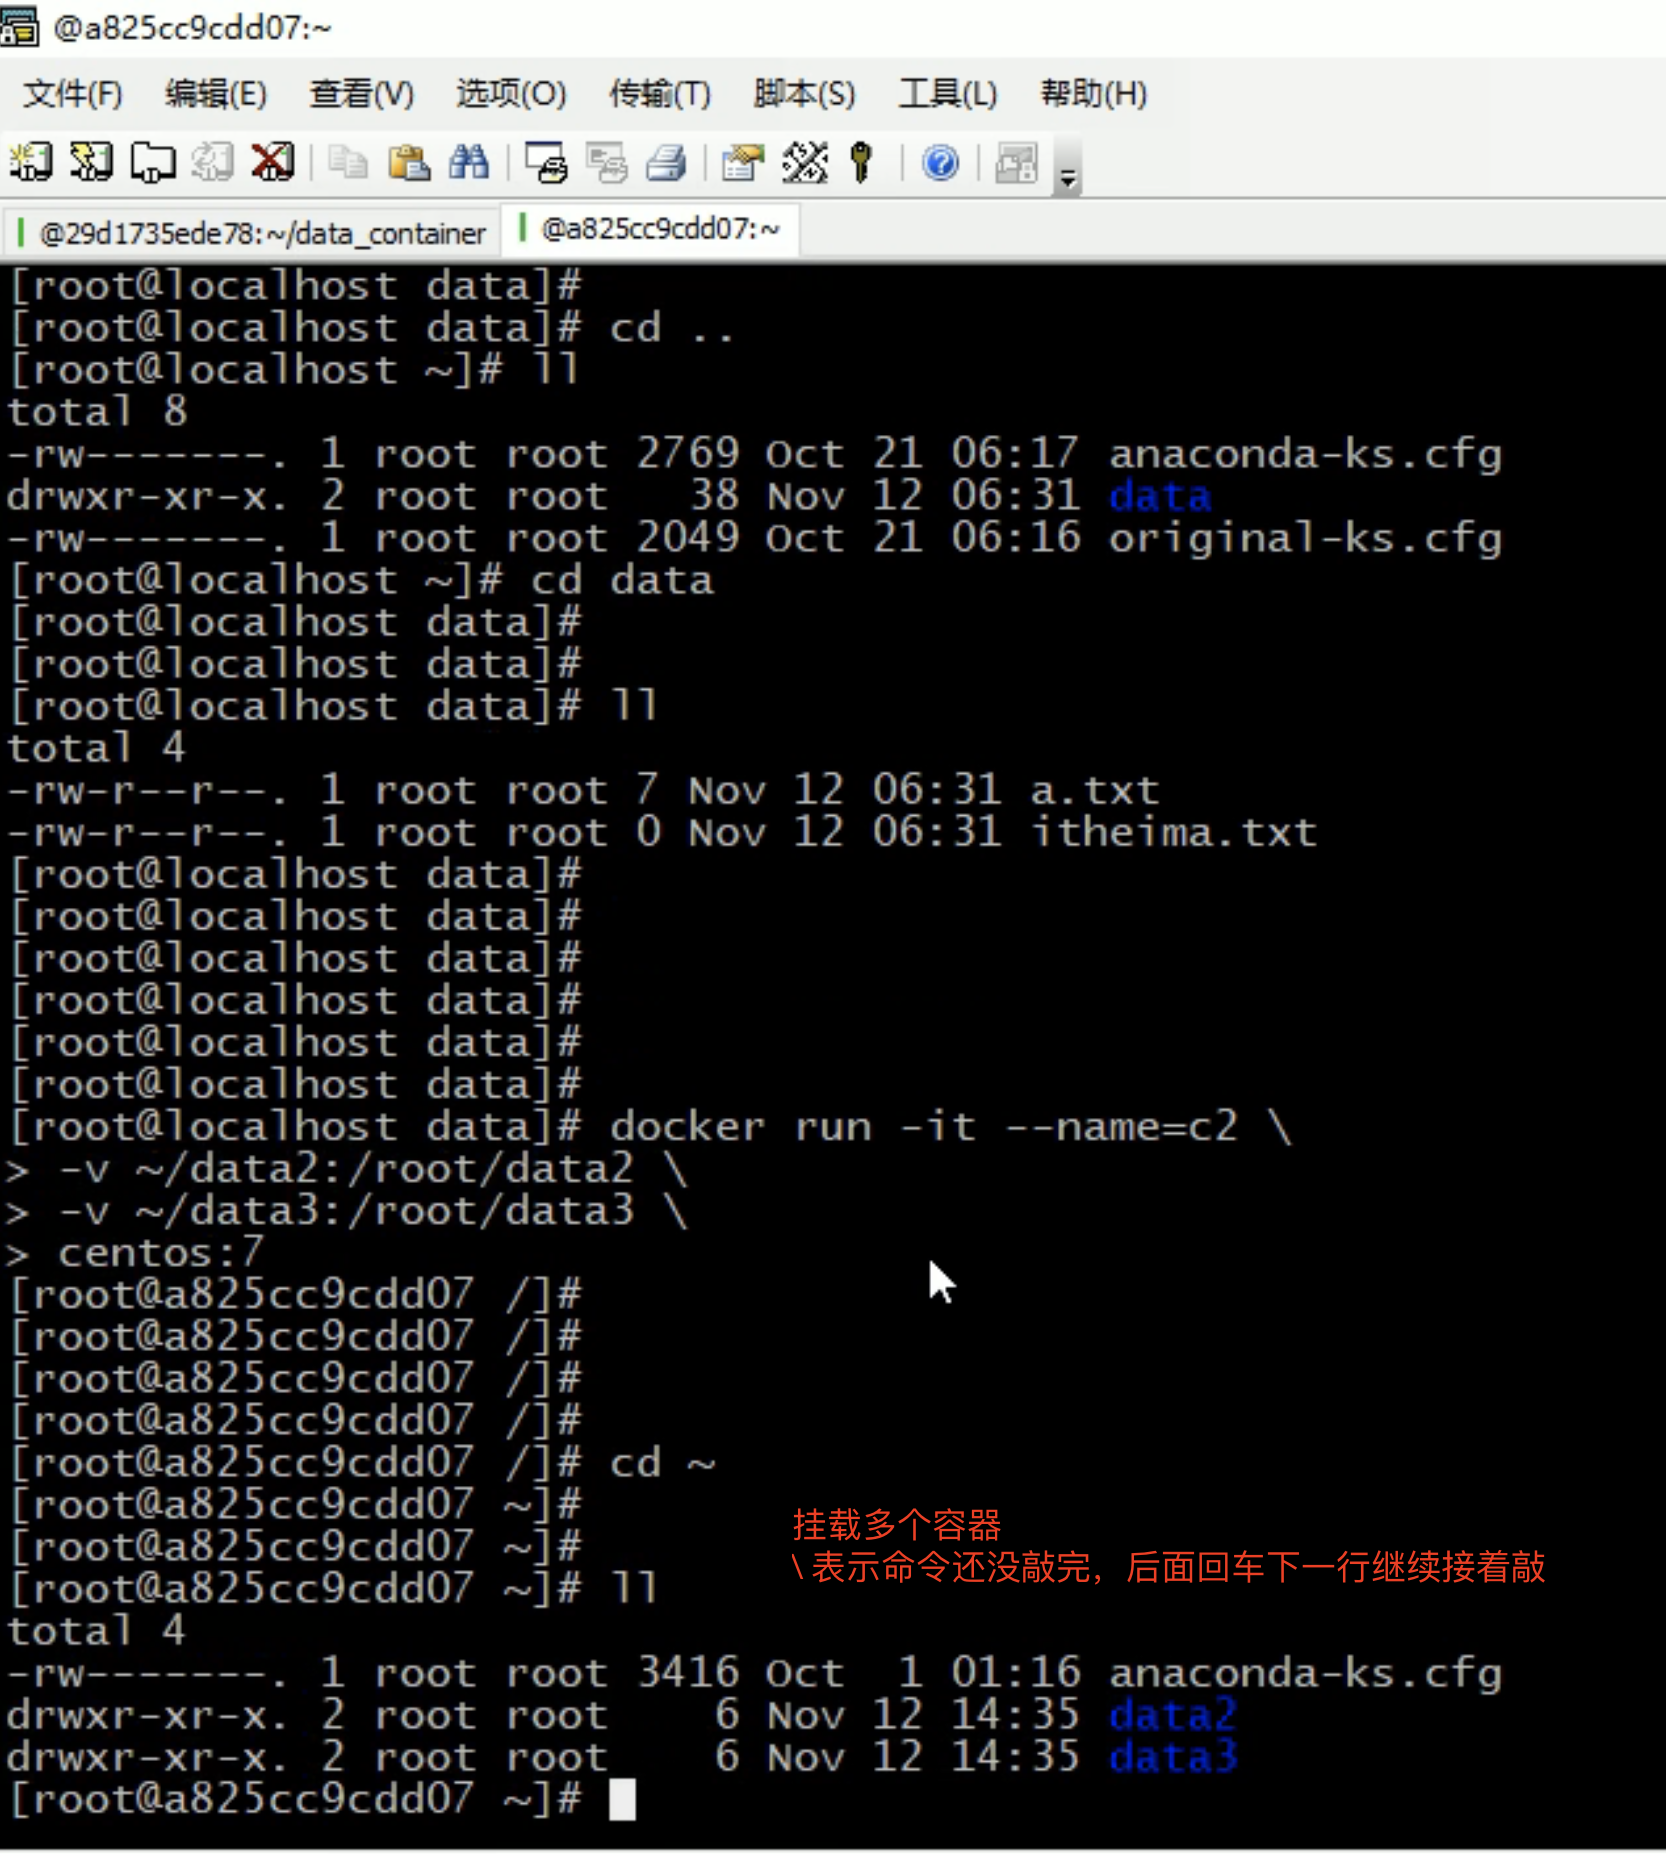 @a825cc9cdd07:~
文件(F) 编辑(E) 查看(V) 选项(O) 传输(T) 脚本(S) 工具(L) 帮助(H)
@29d1735ede78:~/data_container @a825cc9cdd07:~
[root@localhost data]#
[root@localhost data]# cd ..
[root@localhost ~]# ll
total 8
-rw-------. 1 root root 2769 Oct 21 06:17 anaconda-ks.cfg
drwxr-xr-x. 2 root root   38 Nov 12 06:31 data
-rw-------. 1 root root 2049 Oct 21 06:16 original-ks.cfg
[root@localhost ~]# cd data
[root@localhost data]#
[root@localhost data]#
[root@localhost data]# ll
total 4
-rw-r--r--. 1 root root 7 Nov 12 06:31 a.txt
-rw-r--r--. 1 root root 0 Nov 12 06:31 itheima.txt
[root@localhost data]#
[root@localhost data]#
[root@localhost data]#
[root@localhost data]#
[root@localhost data]#
[root@localhost data]#
[root@localhost data]# docker run -it --name=c2 \
> -v ~/data2:/root/data2 \
> -v ~/data3:/root/data3 \
> centos:7
[root@a825cc9cdd07 /]#
[root@a825cc9cdd07 /]#
[root@a825cc9cdd07 /]#
[root@a825cc9cdd07 /]#
[root@a825cc9cdd07 /]# cd ~
[root@a825cc9cdd07 ~]#
[root@a825cc9cdd07 ~]#
[root@a825cc9cdd07 ~]# ll
挂载多个容器
\ 表示命令还没敲完，后面回车下一行继续接着敲
total 4
-rw-------. 1 root root 3416 Oct  1 01:16 anaconda-ks.cfg
drwxr-xr-x. 2 root root    6 Nov 12 14:35 data2
drwxr-xr-x. 2 root root    6 Nov 12 14:35 data3
[root@a825cc9cdd07 ~]#